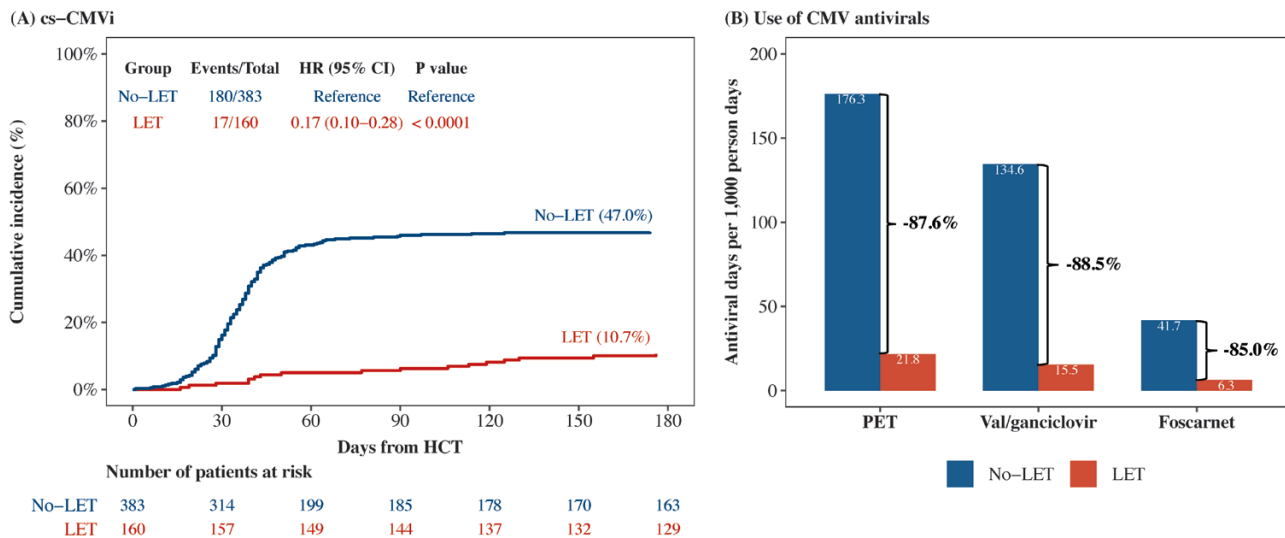 (A) cs–CMVi
100%
80%
60%
40%
20%
0%
Cumulative incidence (%)
Group Events/Total HR (95% CI) P value
No–LET 180/383 Reference Reference
LET 17/160 0.17 (0.10–0.28) < 0.0001
No–LET (47.0%)
LET (10.7%)
0 30 60 90 120 150 180
Days from HCT
Number of patients at risk
No–LET 383 314 199 185 178 170 163
LET 160 157 149 144 137 132 129
(B) Use of CMV antivirals
200
150
100
50
0
Antiviral days per 1,000 person days
176.3
21.8
-87.6%
134.6
15.5
-88.5%
41.7
6.3
-85.0%
PET Val/ganciclovir Foscarnet
No–LET LET